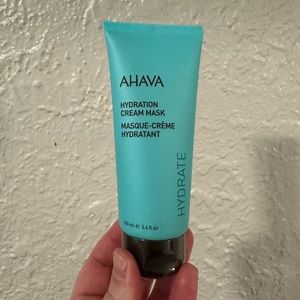 AHAVA
HYDRATION
CREAM MASK
MASQUE-CRÈME
HYDRATANT
HYDRATE
100 ml ℮ 3.4 fl.oz